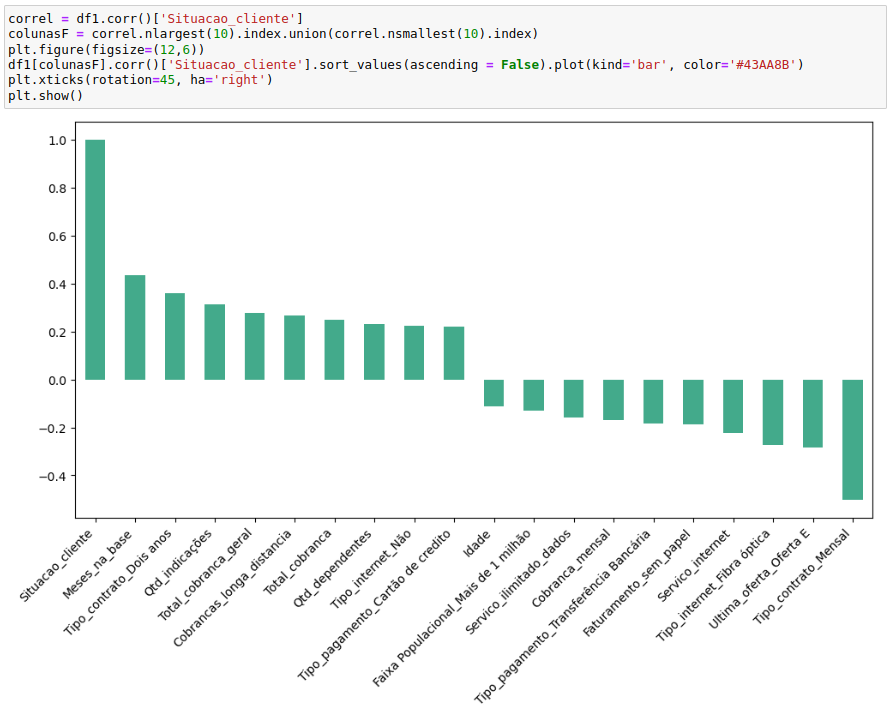 correl = df1.corr()['Situacao_cliente']
colunasF = correl.nlargest(10).index.union(correl.nsmallest(10).index)
plt.figure(figsize=(12,6))
df1[colunasF].corr()['Situacao_cliente'].sort_values(ascending = False).plot(kind='bar', color='#43AA8B')
plt.xticks(rotation=45, ha='right')
plt.show()
1.0
0.8
0.6
0.4
0.2
0.0
−0.2
−0.4
Situacao_cliente
Meses_na_base
Tipo_contrato_Dois anos
Qtd_indicações
Total_cobranca_geral
Cobrancas_longa_distancia
Total_cobranca
Qtd_dependentes
Tipo_internet_Não
Tipo_pagamento_Cartão de credito
Idade
Faixa Populacional_Mais de 1 milhão
Servico_ilimitado_dados
Cobranca_mensal
Tipo_pagamento_Transferência Bancária
Faturamento_sem_papel
Servico_internet
Tipo_internet_Fibra óptica
Ultima_oferta_Oferta E
Tipo_contrato_Mensal